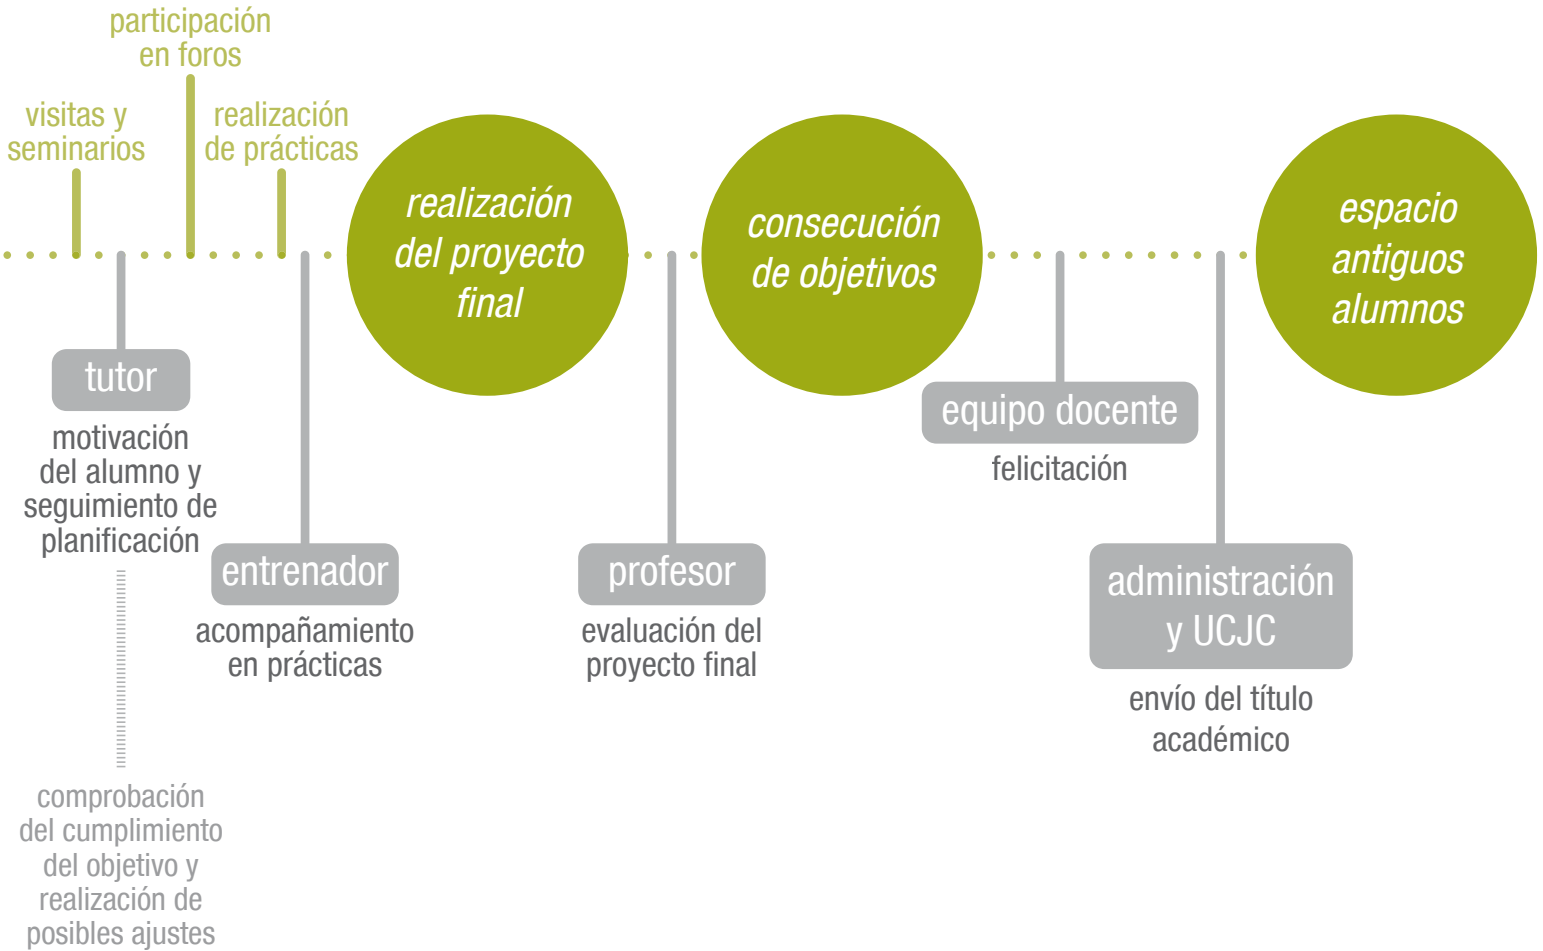 participación
en foros
visitas y
seminarios
realización
de prácticas
realización
del proyecto
final
consecución
de objetivos
espacio
antiguos
alumnos
tutor
motivación
del alumno y
seguimiento de
planificación
comprobación
del cumplimiento
del objetivo y
realización de
posibles ajustes
entrenador
acompañamiento
en prácticas
profesor
evaluación del
proyecto final
equipo docente
felicitación
administración
y UCJC
envío del título
académico